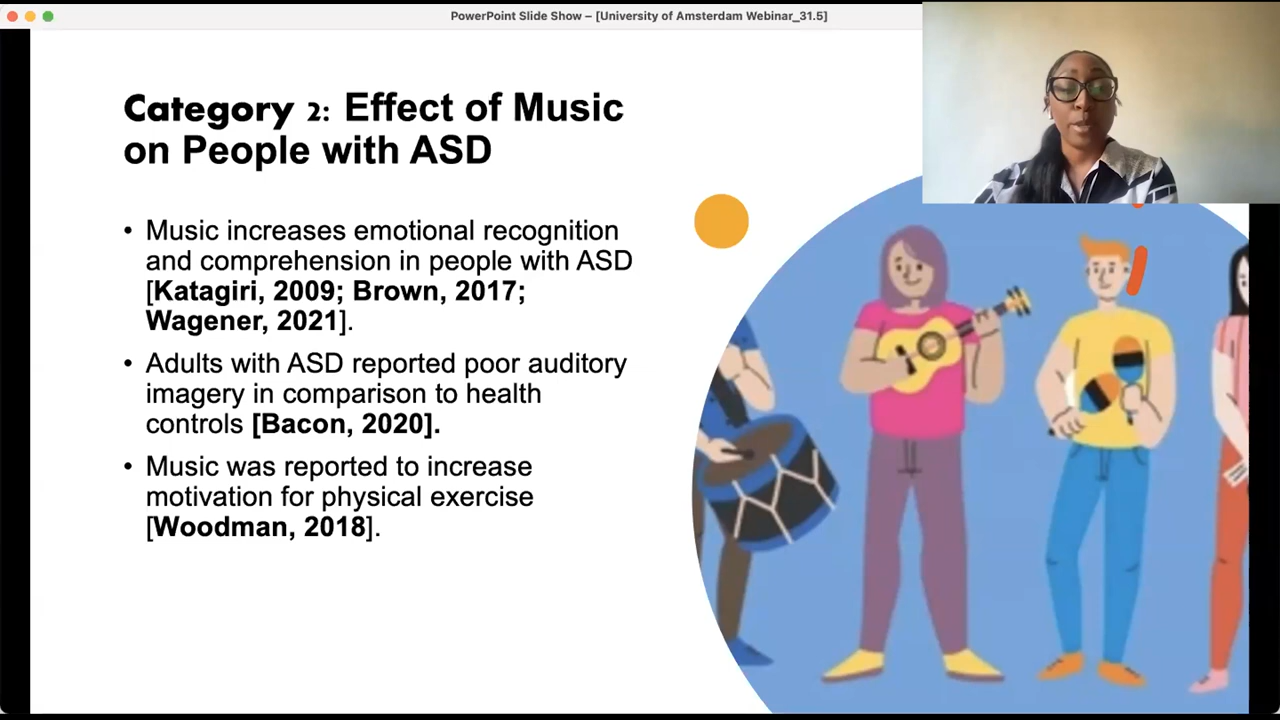 PowerPoint Slide Show – [University of Amsterdam Webinar_31.5]
Category 2: Effect of Music
on People with ASD
• Music increases emotional recognition
and comprehension in people with ASD
[Katagiri, 2009; Brown, 2017;
Wagener, 2021].
• Adults with ASD reported poor auditory
imagery in comparison to health
controls [Bacon, 2020].
• Music was reported to increase
motivation for physical exercise
[Woodman, 2018].